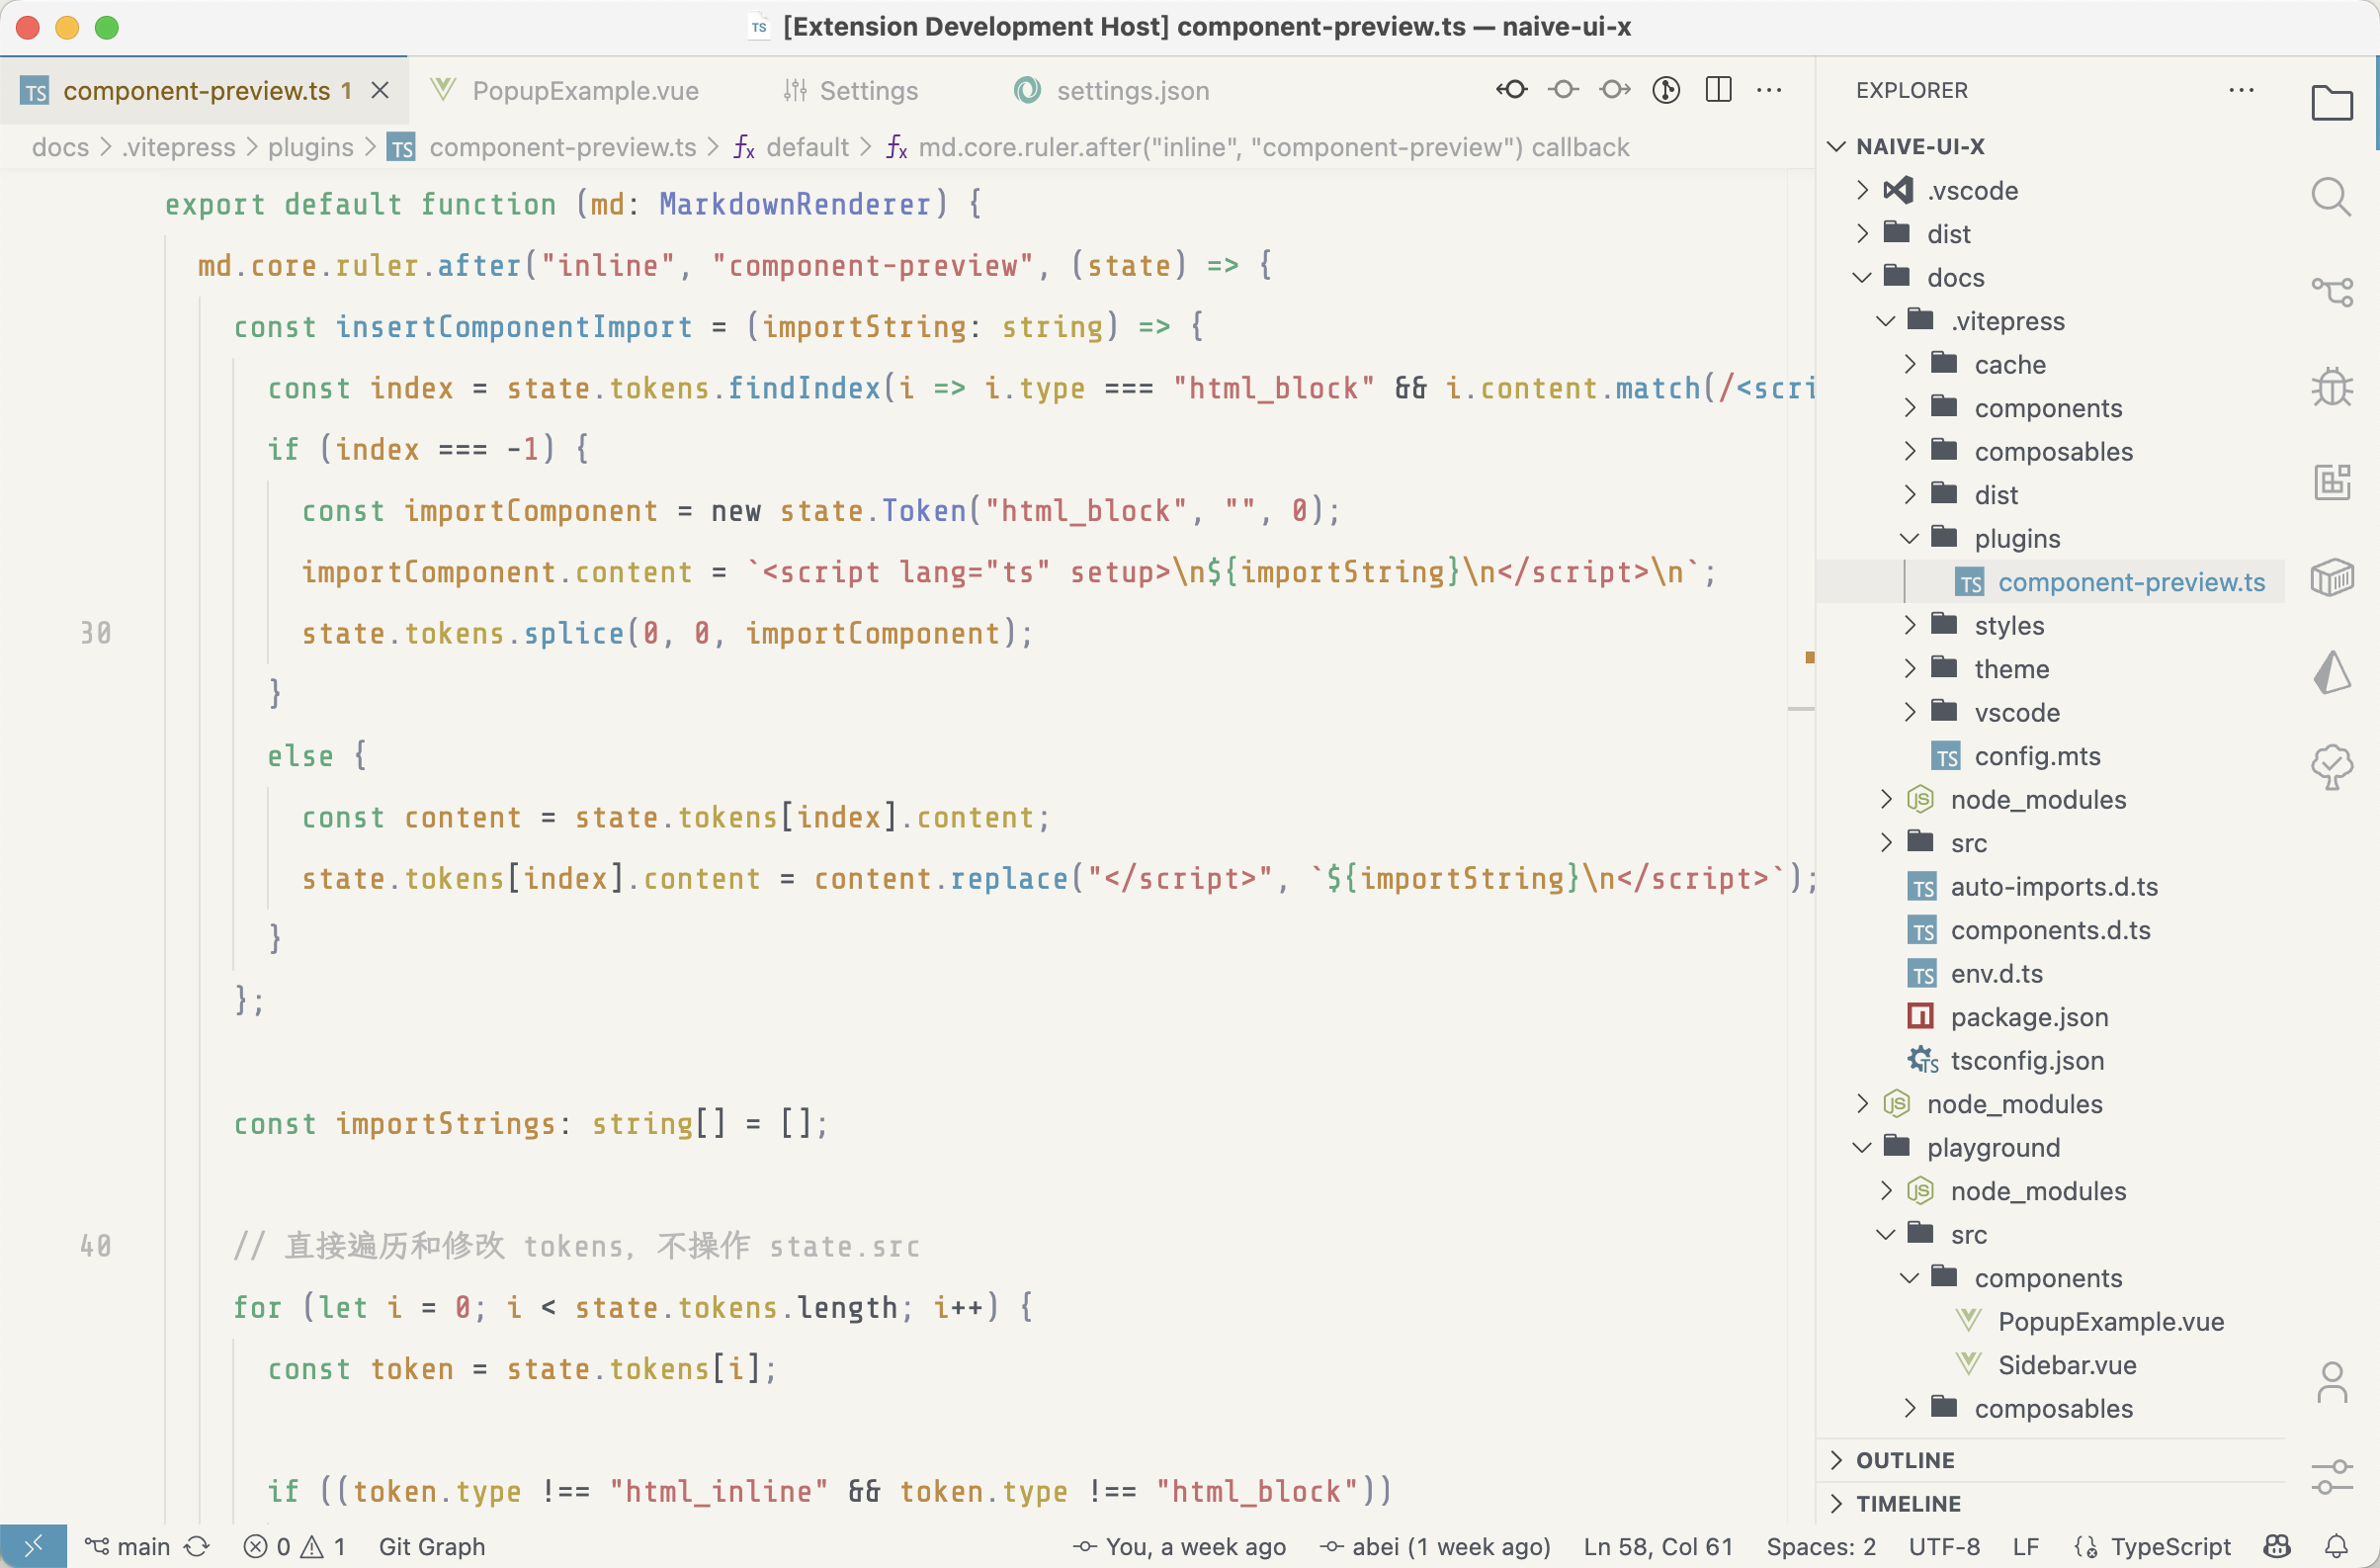 [Extension Development Host] component-preview.ts — naive-ui-x
component-preview.ts 1
PopupExample.vue
Settings
settings.json
docs > .vitepress > plugins > TS component-preview.ts > default > md.core.ruler.after("inline", "component-preview") callback
export default function (md: MarkdownRenderer) {
md.core.ruler.after("inline", "component-preview", (state) => {
const insertComponentImport = (importString: string) => {
const index = state.tokens.findIndex(i => i.type === "html_block" && i.content.match(/<scri
if (index === -1) {
const importComponent = new state.Token("html_block", "", 0);
importComponent.content = `<script lang="ts" setup>\n${importString}\n</script>\n`;
30 state.tokens.splice(0, 0, importComponent);
}
else {
const content = state.tokens[index].content;
state.tokens[index].content = content.replace("</script>", `${importString}\n</script>`);
}
};
const importStrings: string[] = [];
40 // 直接遍历和修改 tokens, 不操作 state.src
for (let i = 0; i < state.tokens.length; i++) {
const token = state.tokens[i];
if ((token.type !== "html_inline" && token.type !== "html_block"))
EXPLORER
NAIVE-UI-X
.vscode
dist
docs
.vitepress
cache
components
composables
dist
plugins
TS component-preview.ts
styles
theme
vscode
TS config.mts
node_modules
src
TS auto-imports.d.ts
TS components.d.ts
TS env.d.ts
package.json
tsconfig.json
node_modules
playground
node_modules
src
components
PopupExample.vue
Sidebar.vue
composables
OUTLINE
TIMELINE
main
0
1
Git Graph
You, a week ago
abei (1 week ago)
Ln 58, Col 61
Spaces: 2
UTF-8
LF
TypeScript